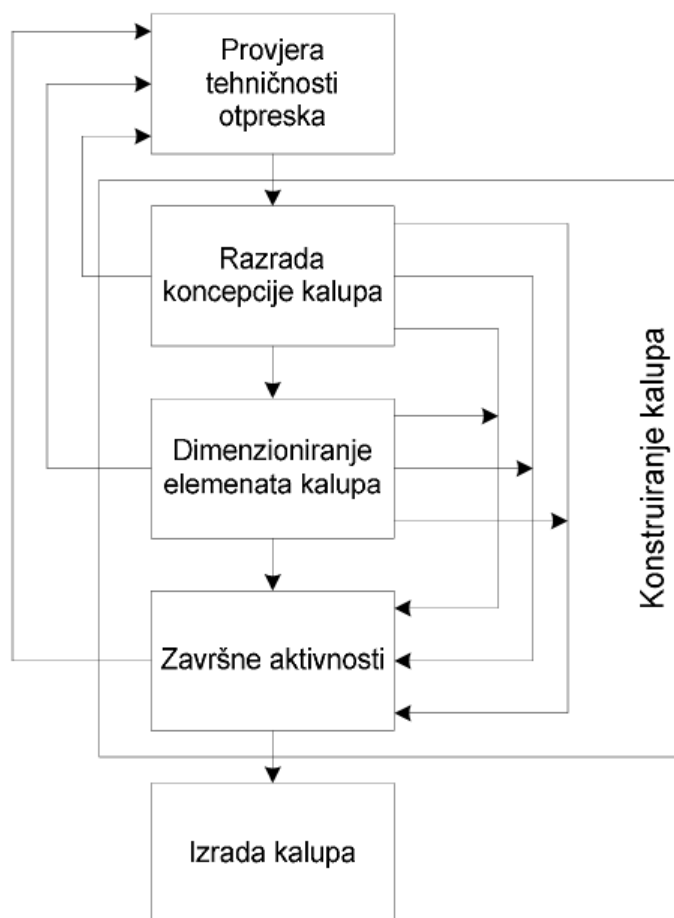 Provjera
tehničnosti
otpreska
Razrada
koncepcije kalupa
Dimenzioniranje
elemenata kalupa
Završne aktivnosti
Izrada kalupa
Konstruiranje kalupa